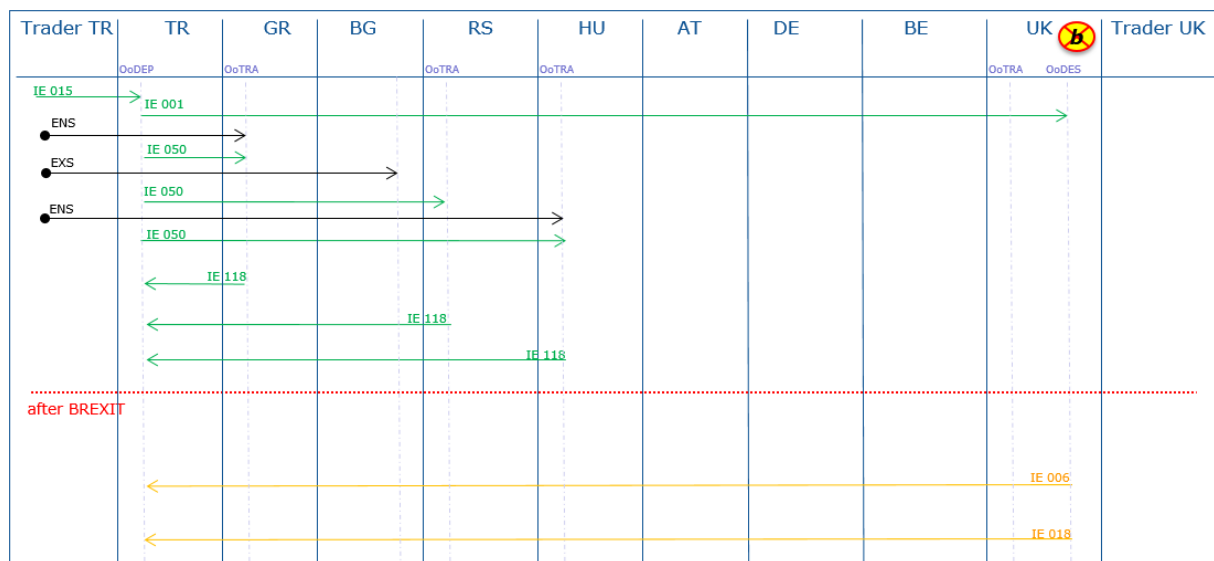 Trader TR TR GR BG RS HU AT DE BE UK b Trader UK
OoDEP OoTRA OoTRA OoTRA OoTRA OoDES
IE 015
IE 001
ENS
IE 050
EXS
IE 050
ENS
IE 050
IE 118
IE 118
IE 118
after BREXIT
IE 006
IE 018